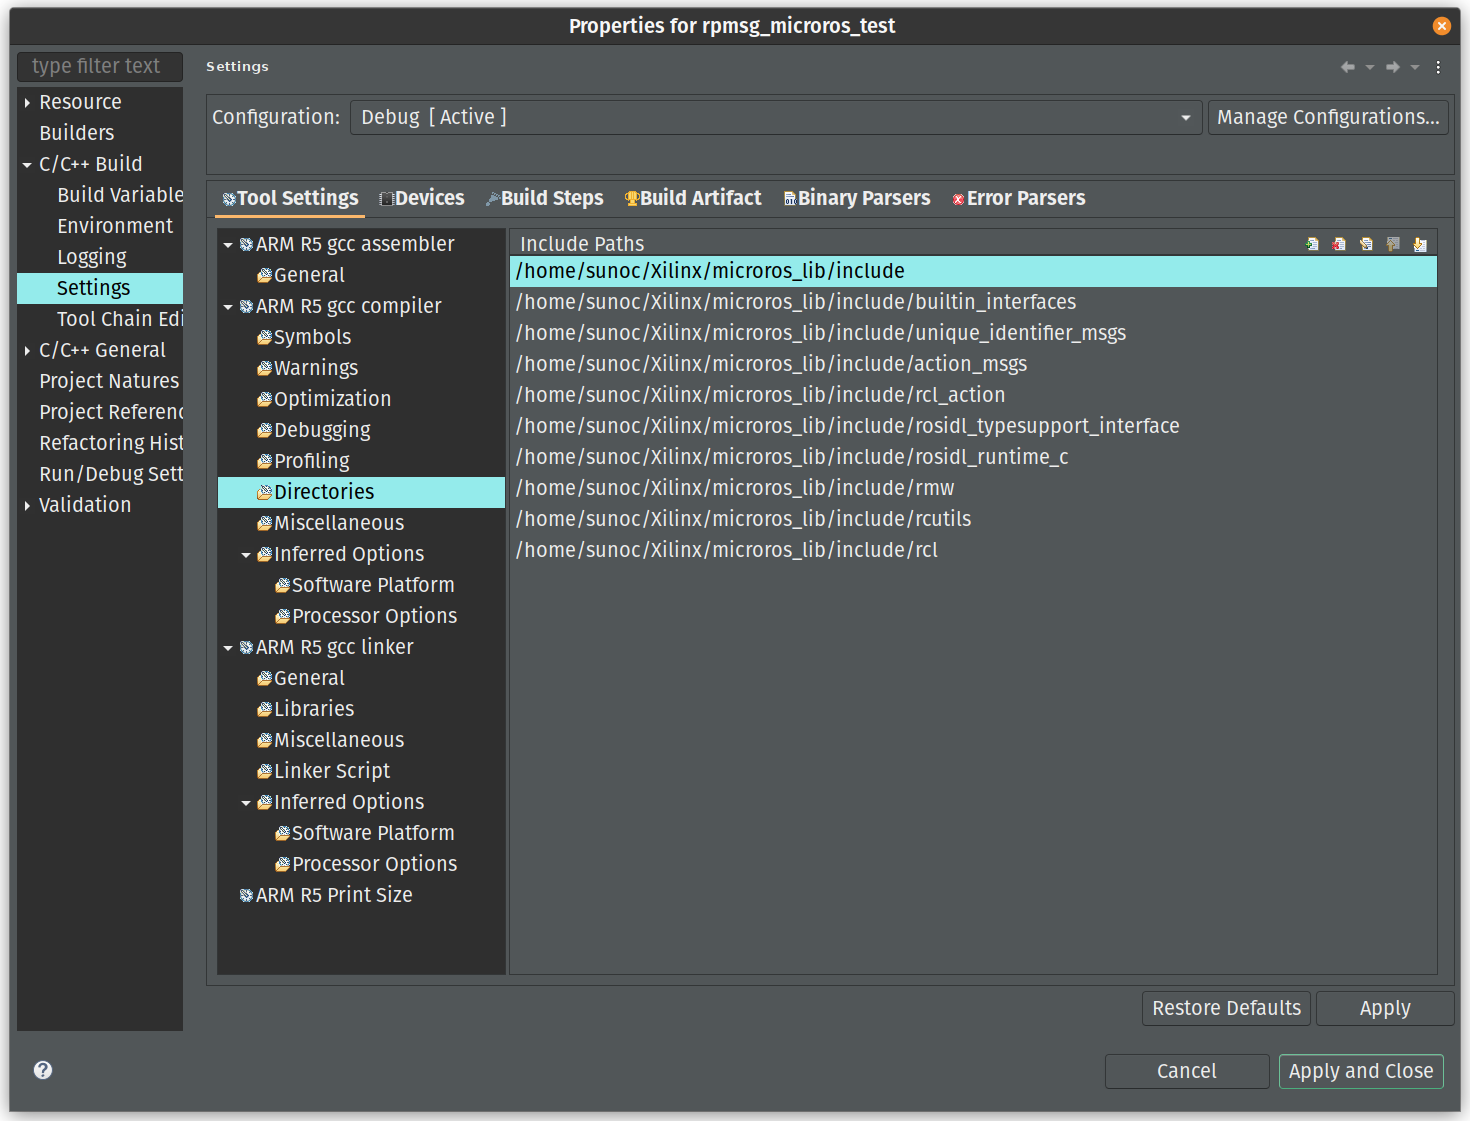 Properties for rpmsg_microros_test
type filter text
Resource
Builders
C/C++ Build
Build Variable
Environment
Logging
Settings
Tool Chain Edi
C/C++ General
Project Natures
Project Referenc
Refactoring Hist
Run/Debug Sett
Validation
Settings
Configuration: Debug [ Active ] Manage Configurations...
Tool Settings Devices Build Steps Build Artifact Binary Parsers Error Parsers
ARM R5 gcc assembler
General
ARM R5 gcc compiler
Symbols
Warnings
Optimization
Debugging
Profiling
Directories
Miscellaneous
Inferred Options
Software Platform
Processor Options
ARM R5 gcc linker
General
Libraries
Miscellaneous
Linker Script
Inferred Options
Software Platform
Processor Options
ARM R5 Print Size
Include Paths
/home/sunoc/Xilinx/microros_lib/include
/home/sunoc/Xilinx/microros_lib/include/builtin_interfaces
/home/sunoc/Xilinx/microros_lib/include/unique_identifier_msgs
/home/sunoc/Xilinx/microros_lib/include/action_msgs
/home/sunoc/Xilinx/microros_lib/include/rcl_action
/home/sunoc/Xilinx/microros_lib/include/rosidl_typesupport_interface
/home/sunoc/Xilinx/microros_lib/include/rosidl_runtime_c
/home/sunoc/Xilinx/microros_lib/include/rmw
/home/sunoc/Xilinx/microros_lib/include/rcutils
/home/sunoc/Xilinx/microros_lib/include/rcl
Restore Defaults Apply
Cancel Apply and Close